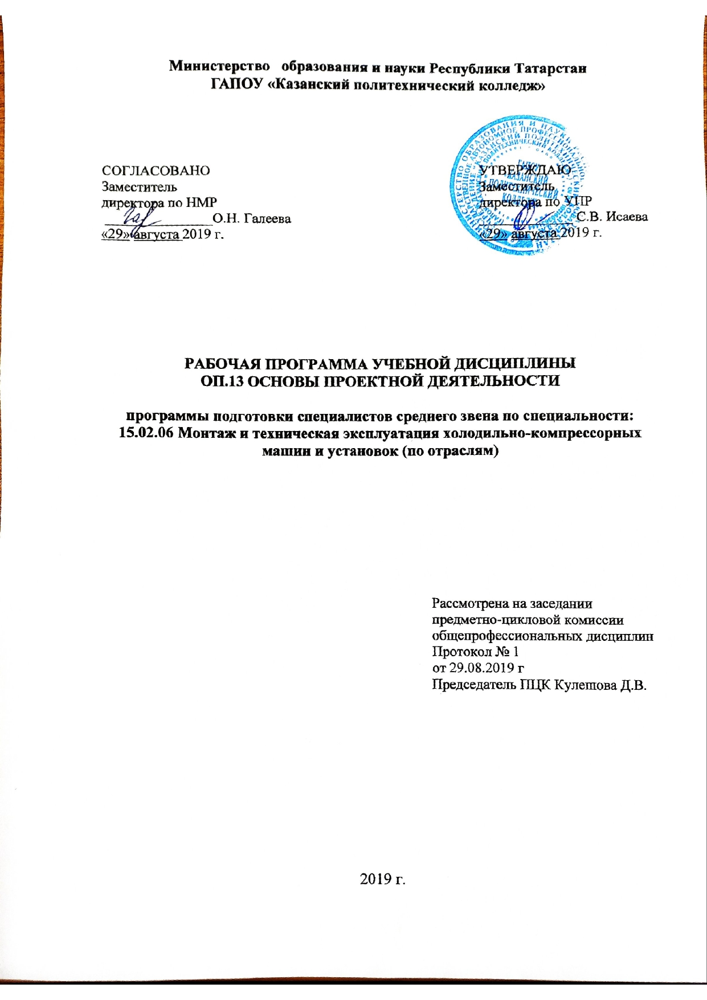 Министерство образования и науки Республики Татарстан
ГАПОУ «Казанский политехнический колледж»
СОГЛАСОВАНО
Заместитель
директора по НМР
О.Н. Галеева
«29» августа 2019 г.
УТВЕРЖДАЮ
Заместитель
директора по УПР
С.В. Исаева
«29» августа 2019 г.
РАБОЧАЯ ПРОГРАММА УЧЕБНОЙ ДИСЦИПЛИНЫ
ОП.13 ОСНОВЫ ПРОЕКТНОЙ ДЕЯТЕЛЬНОСТИ
программы подготовки специалистов среднего звена по специальности:
15.02.06 Монтаж и техническая эксплуатация холодильно-компрессорных
машин и установок (по отраслям)
Рассмотрена на заседании
предметно-цикловой комиссии
общепрофессиональных дисциплин
Протокол № 1
от 29.08.2019 г
Председатель ПЦК Кулешова Д.В.
2019 г.